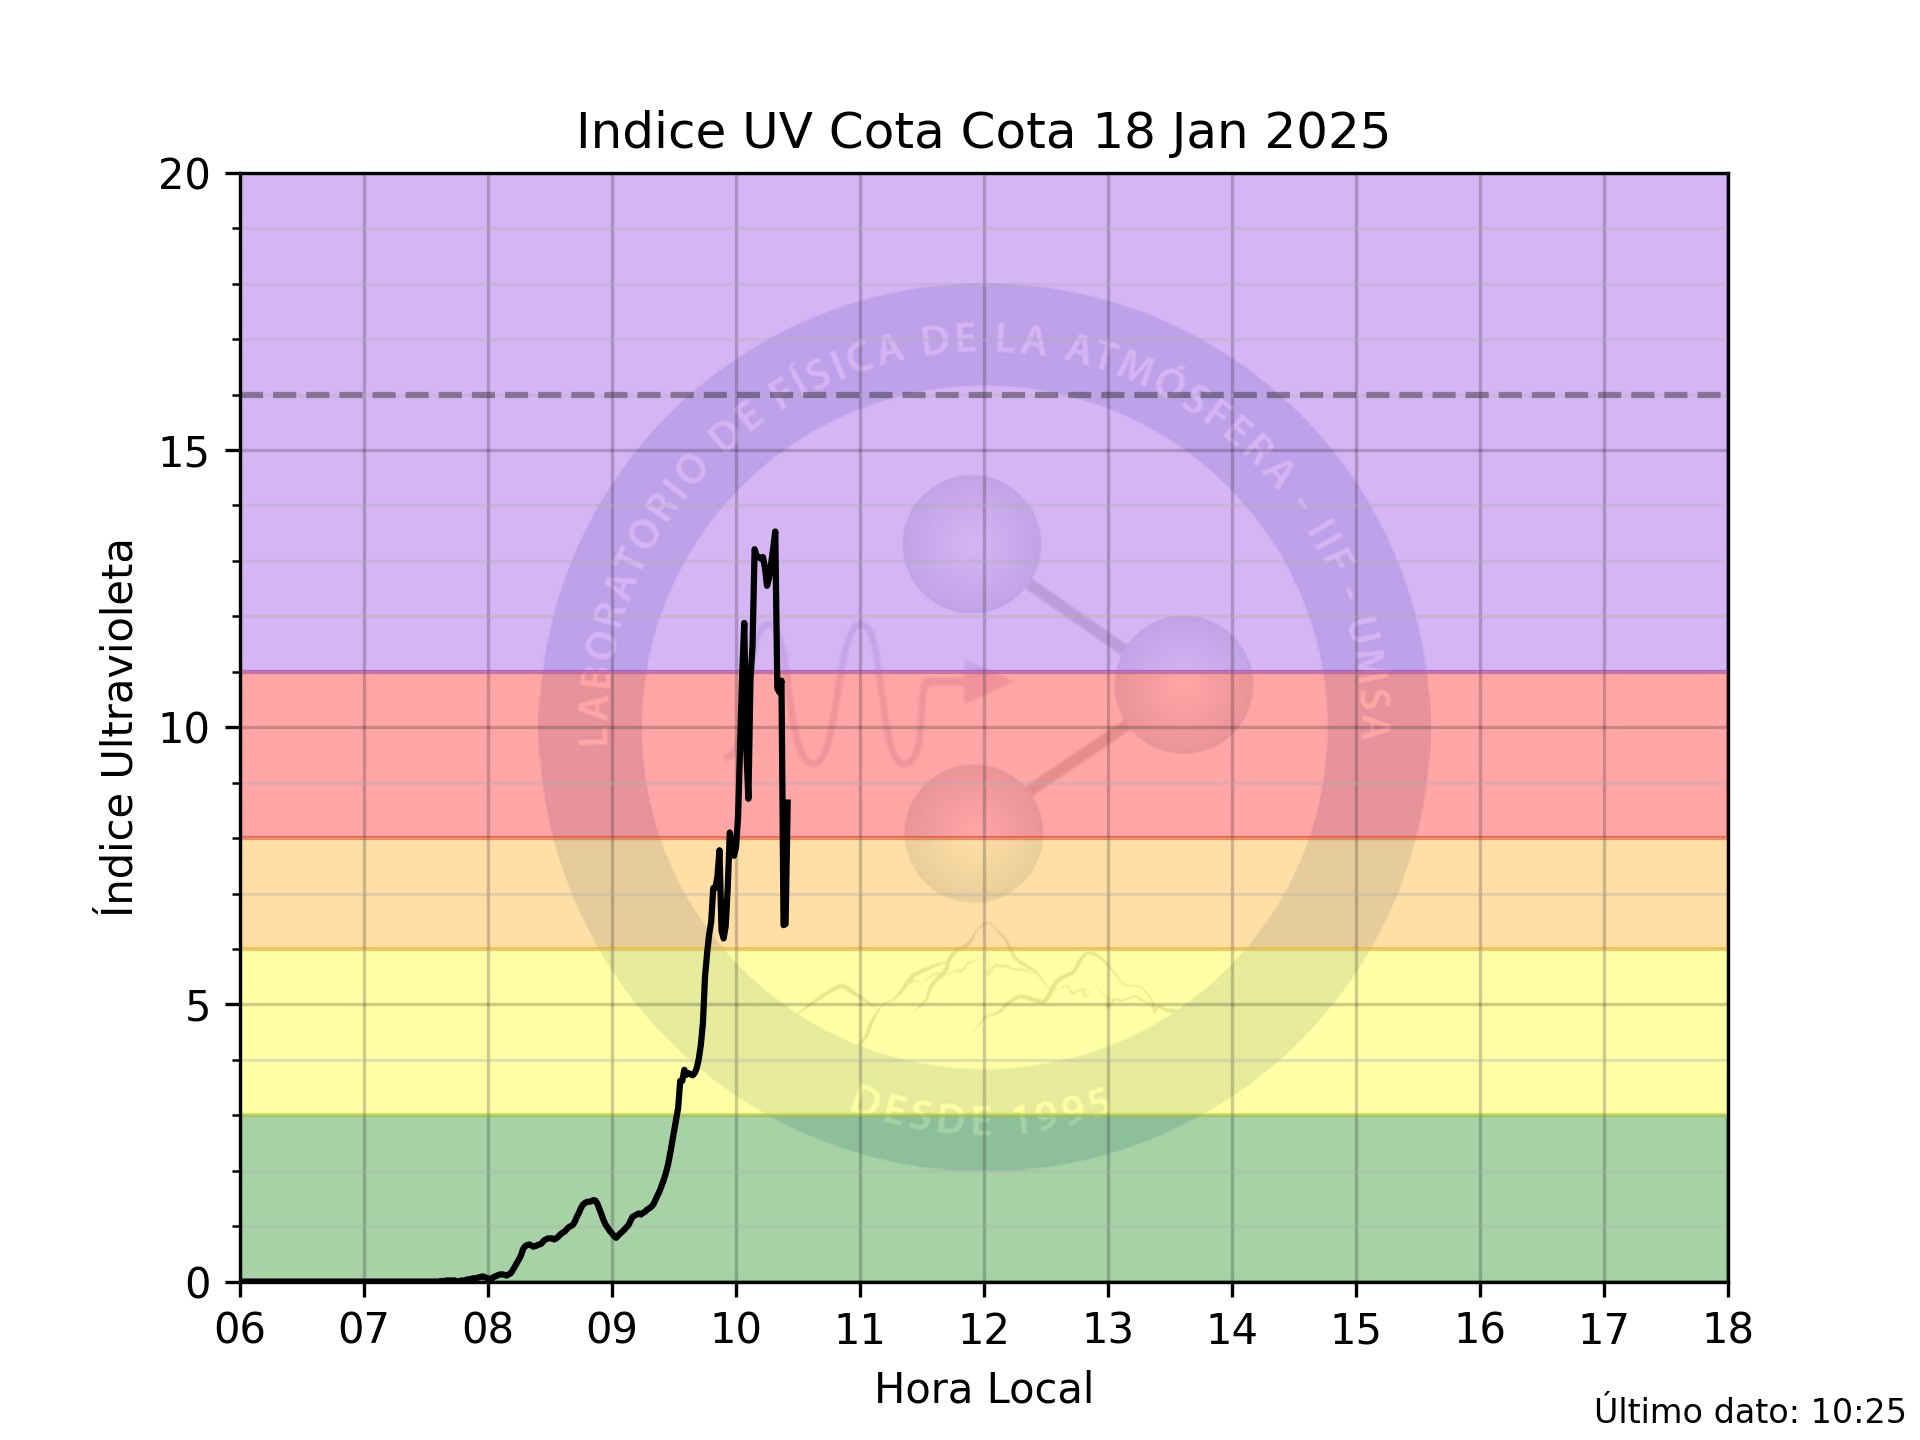 Indice UV Cota Cota 18 Jan 2025
20
15
10
5
0
Índice Ultravioleta
LABORATORIO DE FÍSICA DE LA ATMÓSFERA - IIF - UMSA
DESDE 1995
06 07 08 09 10 11 12 13 14 15 16 17 18
Hora Local
Último dato: 10:25